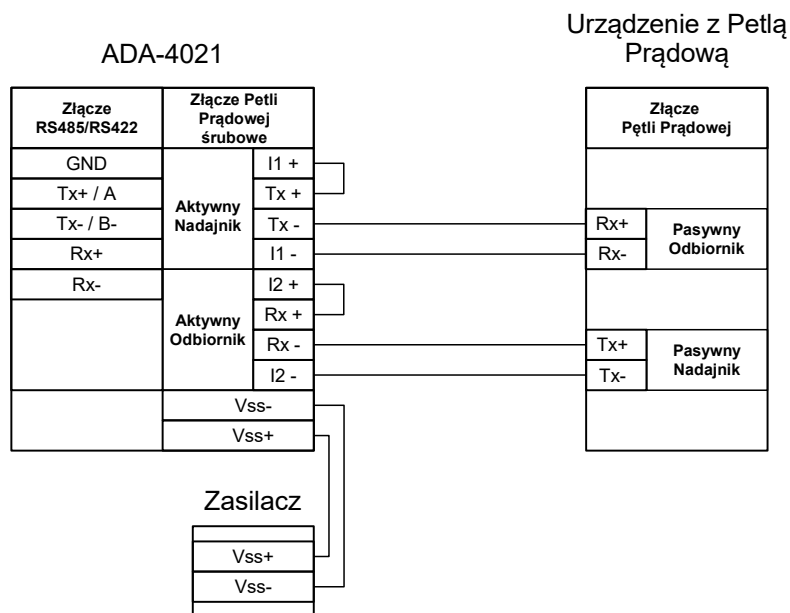 Urządzenie z Petlą
Prądową
ADA-4021
Złącze
RS485/RS422
Złącze Petli
Prądowej
śrubowe
Złącze
Pętli Prądowej
GND
I1 +
Tx+ / A
Tx +
Aktywny
Nadajnik
Tx- / B-
Tx -
Rx+
Pasywny
Odbiornik
Rx+
I1 -
Rx-
Rx-
I2 +
Aktywny
Odbiornik
Rx +
Rx -
Tx+
Pasywny
Nadajnik
I2 -
Tx-
Vss-
Vss+
Zasilacz
Vss+
Vss-